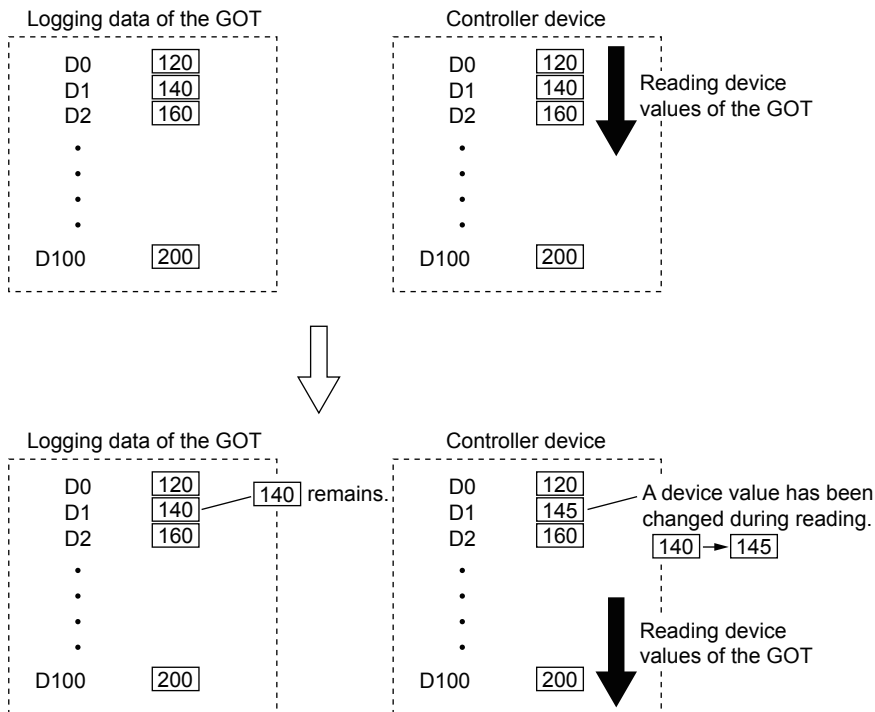 Logging data of the GOT
Controller device
D0 120
D1 140
D2 160
D100 200
D0 120
D1 140
D2 160
D100 200
Reading device
values of the GOT
Logging data of the GOT
Controller device
D0 120
D1 140
D2 160
D100 200
140 remains.
D0 120
D1 145
D2 160
D100 200
A device value has been
changed during reading.
140 145
Reading device
values of the GOT